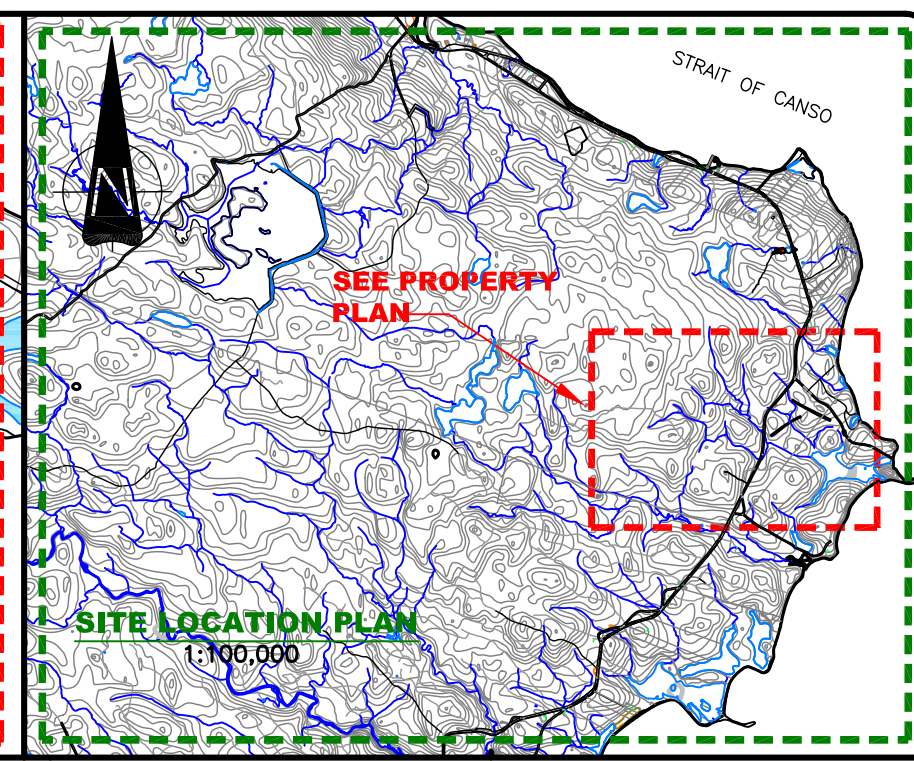 STRAIT OF CANSO
N
SEE PROPERTY
PLAN
SITE LOCATION PLAN
1:100,000